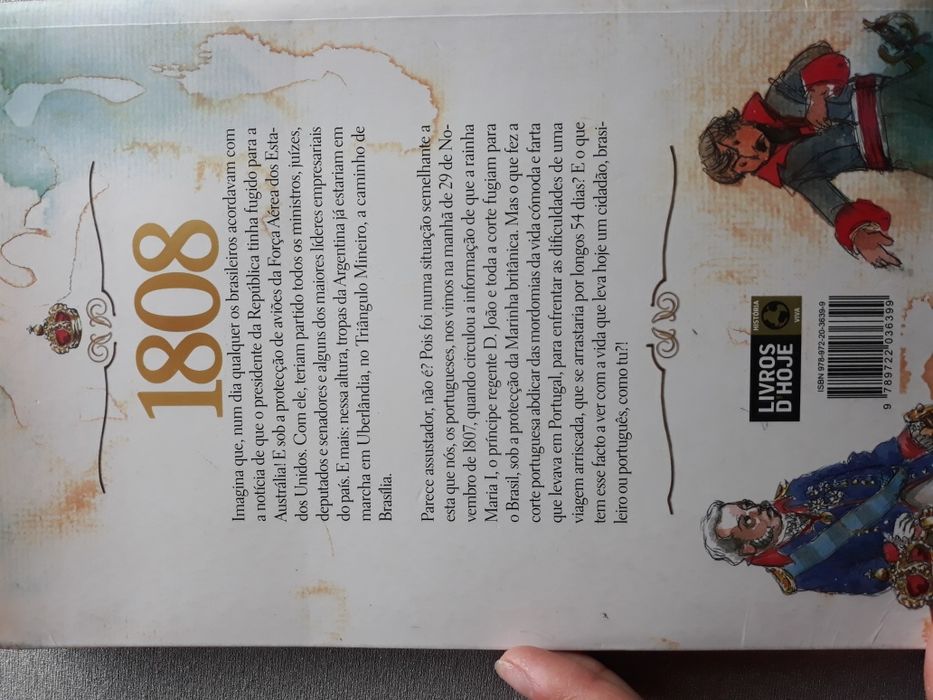 1808
Imagina que, num dia qualquer os brasileiros acordavam com
a notícia de que o presidente da República tinha fugido para a
Austrália! E sob a protecção de aviões da Força Aérea dos Esta-
dos Unidos. Com ele, teriam partido todos os ministros, juízes,
deputados e senadores e alguns dos maiores líderes empresariais
do país. E mais: nessa altura, tropas da Argentina já estariam em
marcha em Uberlândia, no Triângulo Mineiro, a caminho de
Brasília.
Parece assustador, não é? Pois foi numa situação semelhante a
esta que nós, os portugueses, nos vimos na manhã de 29 de No-
vembro de 1807, quando circulou a informação de que a rainha
Maria I, o príncipe regente D. João e toda a corte fugiam para
o Brasil, sob a protecção da Marinha britânica. Mas o que fez a
corte portuguesa abdicar das mordomias da vida cómoda e farta
que levava em Portugal, para enfrentar as dificuldades de uma
viagem arriscada, que se arrastaria por longos 54 dias? E o que
tem esse facto a ver com a vida que leva hoje um cidadão, brasi-
leiro ou português, como tu?!
LIVROS
D'HOJE
HISTÓRIA
VIVA
ISBN 978-972-20-3639-9
9 789722 036399